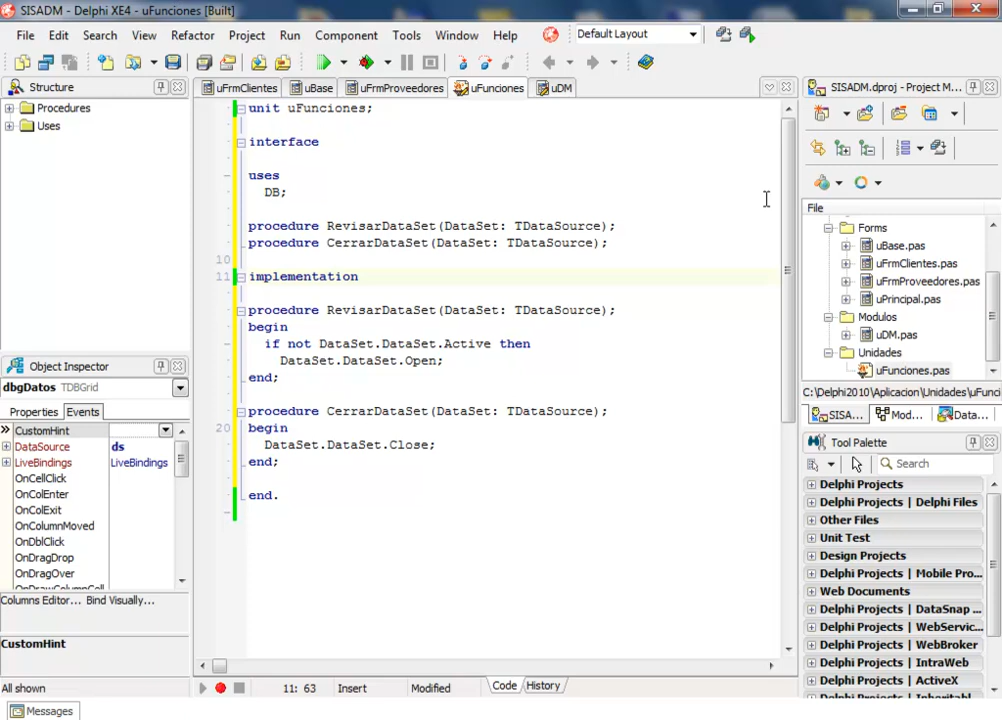 SISADM - Delphi XE4 - uFunciones [Built]
File Edit Search View Refactor Project Run Component Tools Window Help Default Layout
Structure
Procedures
Uses
uFrmClientes uBase uFrmProveedores uFunciones uDM
unit uFunciones;
interface
uses
DB;
procedure RevisarDataSet(DataSet: TDataSource);
procedure CerrarDataSet(DataSet: TDataSource);
10
11 implementation
procedure RevisarDataSet(DataSet: TDataSource);
begin
if not DataSet.DataSet.Active then
DataSet.DataSet.Open;
end;
procedure CerrarDataSet(DataSet: TDataSource);
20 begin
DataSet.DataSet.Close;
end;
end.
11: 63 Insert Modified Code History
Object Inspector
dbgDatos TDBGrid
Properties Events
CustomHint
DataSource ds
LiveBindings LiveBindings
OnCellClick
OnColEnter
OnColExit
OnColumnMoved
OnDblClick
OnDragDrop
OnDragOver
OnDrawColumnCell
Columns Editor... Bind Visually...
CustomHint
All shown
Messages
SISADM.dproj - Project M...
File
Forms
uBase.pas
uFrmClientes.pas
uFrmProveedores.pas
uPrincipal.pas
Modulos
uDM.pas
Unidades
uFunciones.pas
C:\Delphi2010\Aplicacion\Unidades\uFunci
SISA... Mod... Data...
Tool Palette
Search
Delphi Projects
Delphi Projects | Delphi Files
Other Files
Unit Test
Design Projects
Delphi Projects | Mobile Pro...
Web Documents
Delphi Projects | DataSnap ...
Delphi Projects | WebServic...
Delphi Projects | WebBroker
Delphi Projects | IntraWeb
Delphi Projects | ActiveX